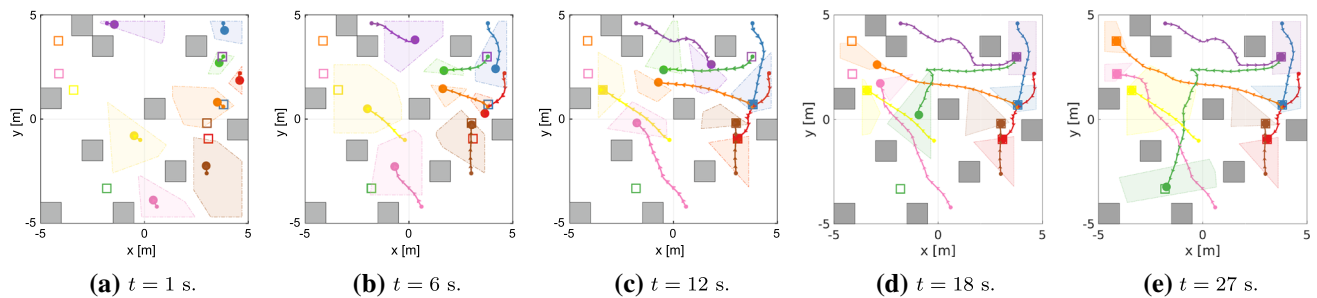 5 5 5 5 5
y [m] 0 y [m] 0 y [m] 0 y [m] 0 y [m] 0
-5 -5 -5 -5 -5
-5 0 5 -5 0 5 -5 0 5 -5 0 5 -5 0 5
x [m] x [m] x [m] x [m] x [m]
(a) t = 1 s. (b) t = 6 s. (c) t = 12 s. (d) t = 18 s. (e) t = 27 s.